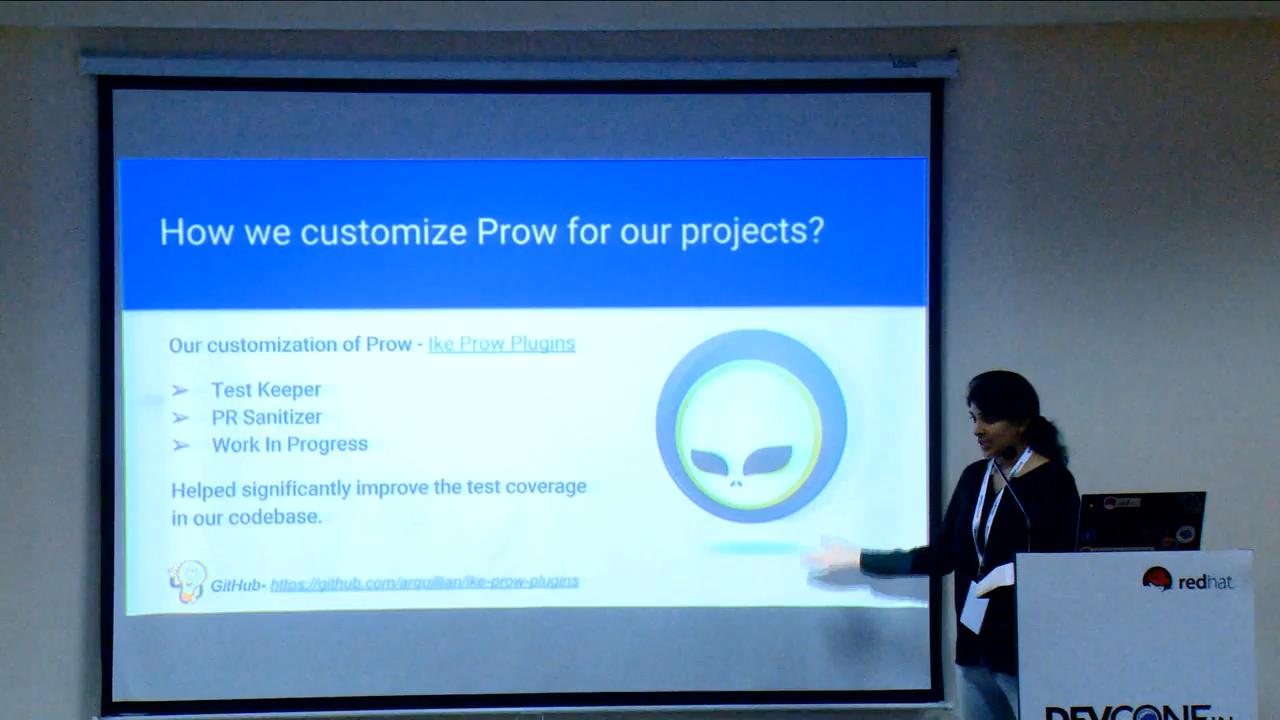 How we customize Prow for our projects?
Our customization of Prow - Ike Prow Plugins
➢ Test Keeper
➢ PR Sanitizer
➢ Work In Progress
Helped significantly improve the test coverage
in our codebase.
GitHub- https://github.com/arquillian/ike-prow-plugins
redhat.
DEVCONF.IN